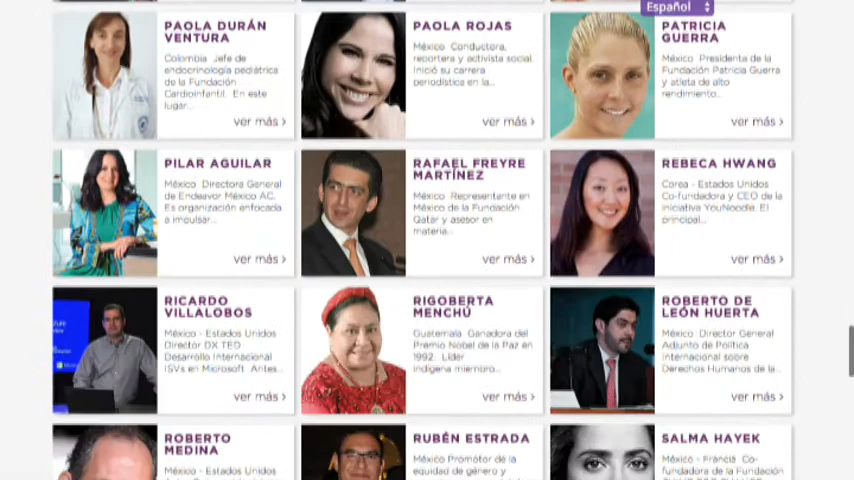 Español
PAOLA DURÁN
VENTURA
Colombia Jefe de
endocrinología pediátrica
de la Fundación
Cardioinfantil. En este
lugar...
ver más ›
PAOLA ROJAS
México Conductora,
reportera y activista social.
Inició su carrera
periodística en la...
ver más ›
PATRICIA
GUERRA
México Presidenta de la
Fundación Patricia Guerra
y atleta de alto
rendimiento...
ver más ›
PILAR AGUILAR
México Directora General
de Endeavor México AC.
Es organización enfocada
a impulsar...
ver más ›
RAFAEL FREYRE
MARTÍNEZ
México Representante en
México de la Fundación
Qatar y asesor en
materia...
ver más ›
REBECA HWANG
Corea - Estados Unidos
Co-fundadora y CEO de la
iniciativa YouNoodle. El
principal...
ver más ›
RICARDO
VILLALOBOS
México - Estados Unidos
Director DX TED
Desarrollo Internacional
ISVs en Microsoft. Antes...
ver más ›
RIGOBERTA
MENCHÚ
Guatemala Ganadora del
Premio Nobel de la Paz en
1992. Líder
indígena miembro...
ver más ›
ROBERTO DE
LEÓN HUERTA
México Director General
Adjunto de Política
Internacional sobre
Derechos Humanos de la...
ver más ›
ROBERTO
MEDINA
México - Estados Unidos
RUBÉN ESTRADA
México Promotor de la
equidad de género y
SALMA HAYEK
México - Francia Co-
fundadora de la Fundación